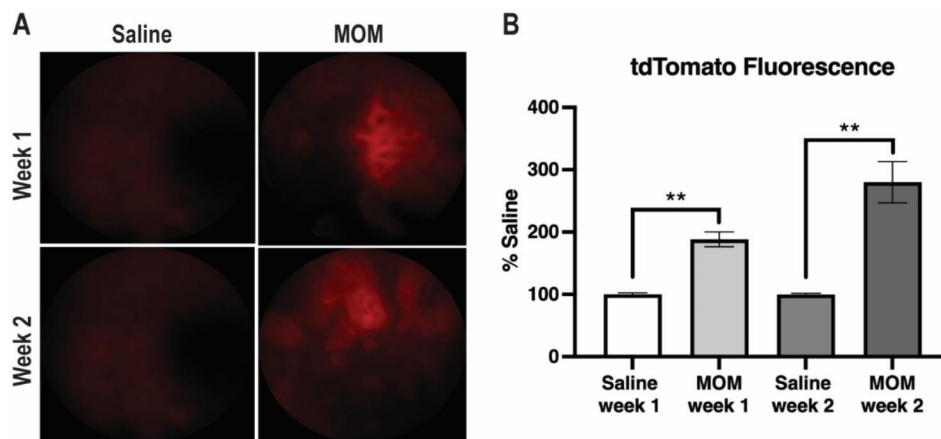 A
Saline
MOM
Week 1
Week 2
B
tdTomato Fluorescence
% Saline
400
300
200
100
0
**
**
Saline
week 1
MOM
week 1
Saline
week 2
MOM
week 2